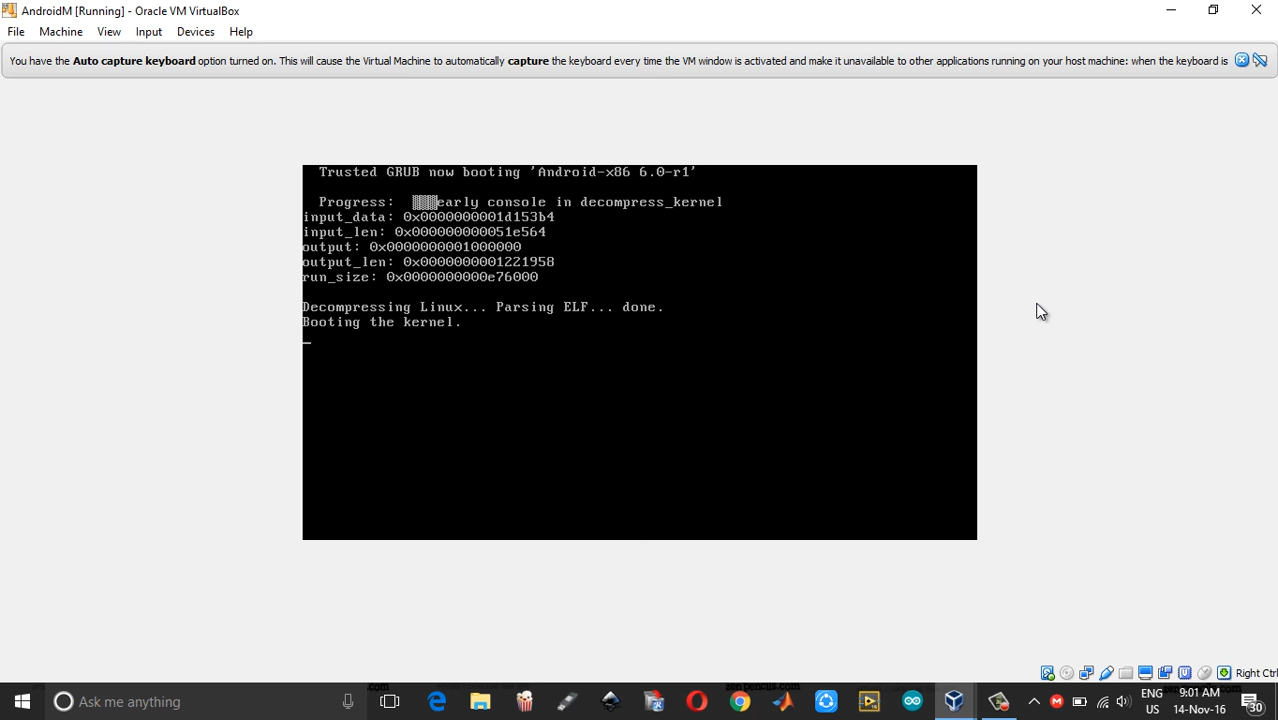 AndroidM [Running] - Oracle VM VirtualBox
File Machine View Input Devices Help
You have the Auto capture keyboard option turned on. This will cause the Virtual Machine to automatically capture the keyboard every time the VM window is activated and make it unavailable to other applications running on your host machine: when the keyboard is
Trusted GRUB now booting 'Android-x86 6.0-r1'
Progress: early console in decompress_kernel
input_data: 0x0000000001d153b4
input_len: 0x000000000051e564
output: 0x0000000001000000
output_len: 0x0000000001221958
run_size: 0x0000000000e76000
Decompressing Linux... Parsing ELF... done.
Booting the kernel.
_
Right Ctrl
Ask me anything
ENG 9:01 AM
US 14-Nov-16 30